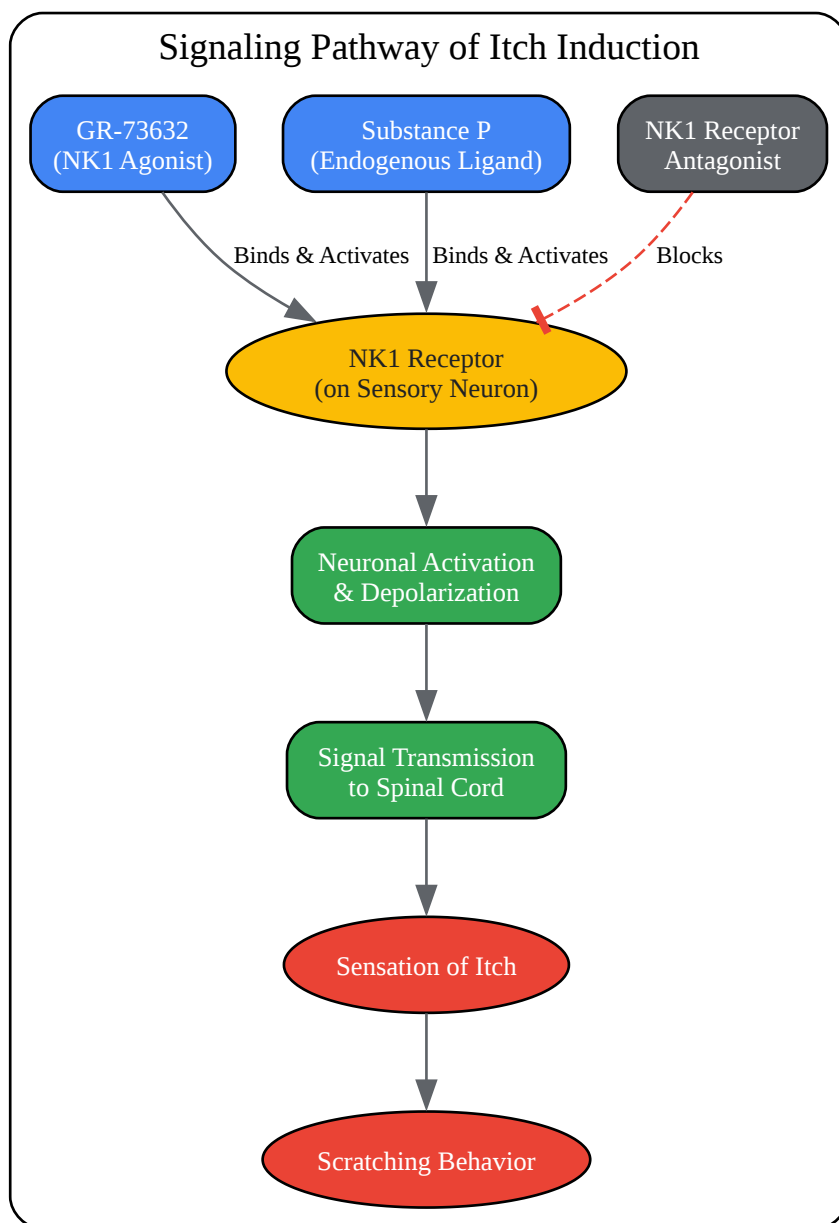 Signaling Pathway of Itch Induction
GR-73632
(NK1 Agonist)
Substance P
(Endogenous Ligand)
NK1 Receptor
Antagonist
Binds & Activates
Binds & Activates
Blocks
NK1 Receptor
(on Sensory Neuron)
Neuronal Activation
& Depolarization
Signal Transmission
to Spinal Cord
Sensation of Itch
Scratching Behavior